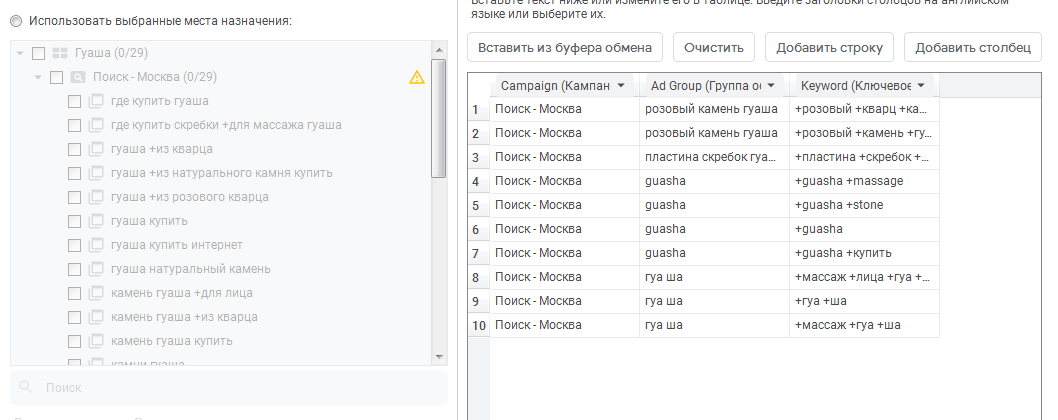 Использовать выбранные места назначения:
Гуаша (0/29)
Поиск - Москва (0/29)
где купить гуаша
где купить скребки +для массажа гуаша
гуаша +из кварца
гуаша +из натурального камня купить
гуаша +из розового кварца
гуаша купить
гуаша купить интернет
гуаша натуральный камень
камень гуаша +для лица
камень гуаша +из кварца
камень гуаша купить
камни гуаша
Поиск
Вставьте текст ниже или измените его в таблице. Введите заголовки столбцов на английском
языке или выберите их.
Вставить из буфера обмена
Очистить
Добавить строку
Добавить столбец
Campaign (Кампан Ad Group (Группа о Keyword (Ключевое
1 Поиск - Москва розовый камень гуаша +розовый +кварц +ка...
2 Поиск - Москва розовый камень гуаша +розовый +камень +гу...
3 Поиск - Москва пластина скребок гуа... +пластина +скребок +...
4 Поиск - Москва guasha +guasha +massage
5 Поиск - Москва guasha +guasha +stone
6 Поиск - Москва guasha +guasha
7 Поиск - Москва guasha +guasha +купить
8 Поиск - Москва гуа ша +массаж +лица +гуа +...
9 Поиск - Москва гуа ша +гуа +ша
10 Поиск - Москва гуа ша +массаж +гуа +ша